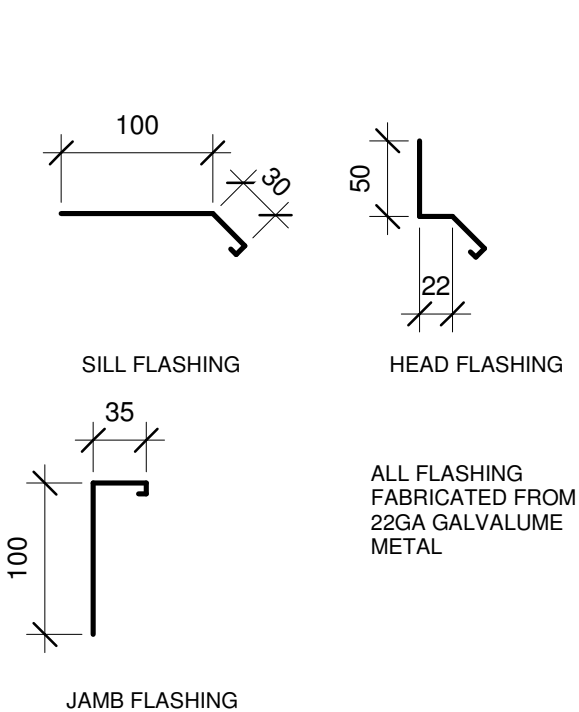 100
30
50
22
SILL FLASHING
HEAD FLASHING
35
100
ALL FLASHING
FABRICATED FROM
22GA GALVALUME
METAL
JAMB FLASHING